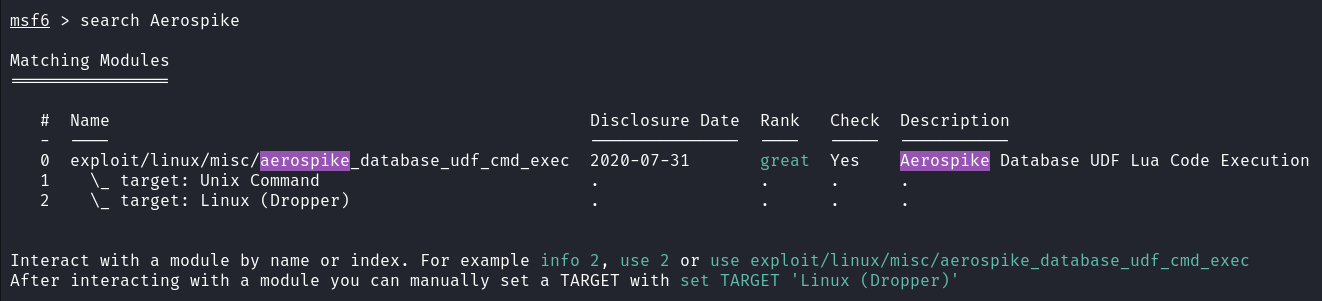 msf6 > search Aerospike
Matching Modules
================
# Name Disclosure Date Rank Check Description
- ---- --------------- ---- ----- -----------
0 exploit/linux/misc/aerospike_database_udf_cmd_exec 2020-07-31 great Yes Aerospike Database UDF Lua Code Execution
1 \_ target: Unix Command . . . .
2 \_ target: Linux (Dropper) . . . .
Interact with a module by name or index. For example info 2, use 2 or use exploit/linux/misc/aerospike_database_udf_cmd_exec
After interacting with a module you can manually set a TARGET with set TARGET 'Linux (Dropper)'